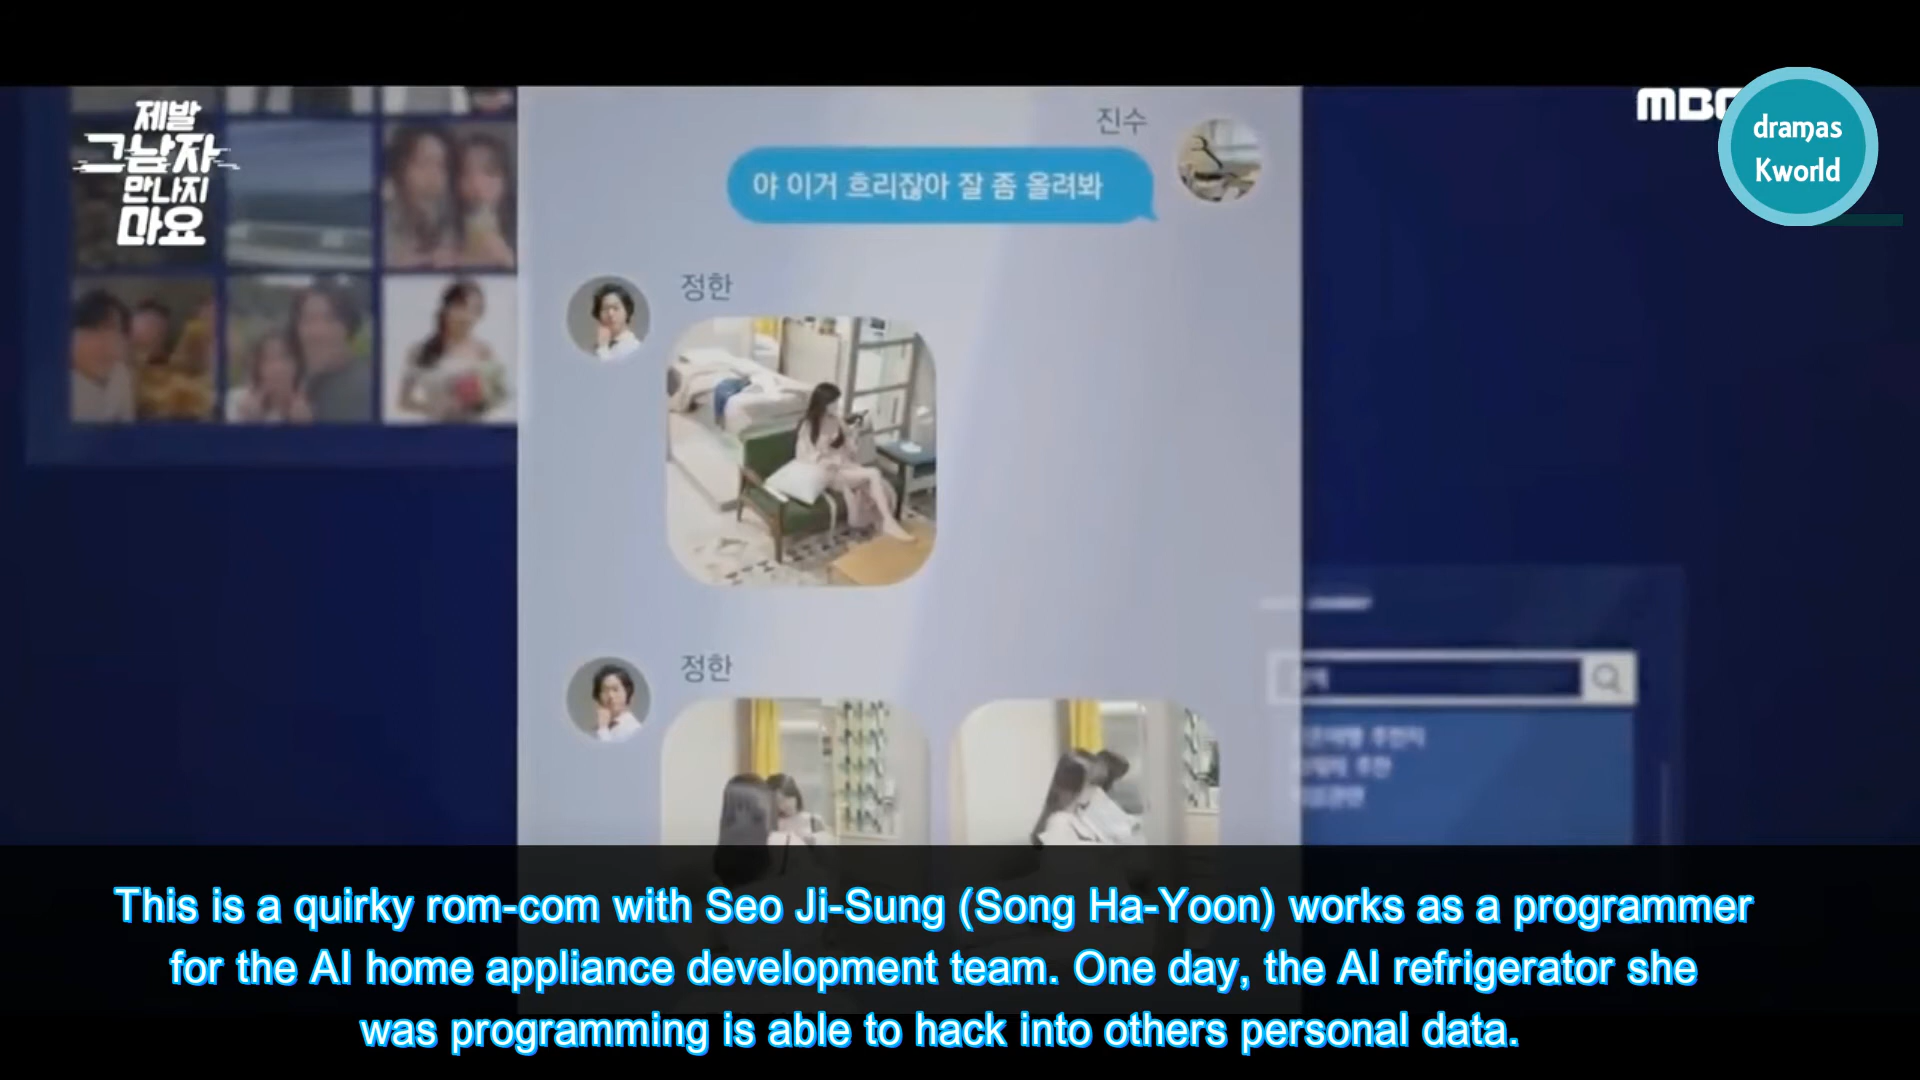 제발
그남자
만나지
마요
MBC
dramas
Kworld
진수
야 이거 흐리잖아 잘 좀 올려봐
정한
정한
This is a quirky rom-com with Seo Ji-Sung (Song Ha-Yoon) works as a programmer
for the AI home appliance development team. One day, the AI refrigerator she
was programming is able to hack into others personal data.